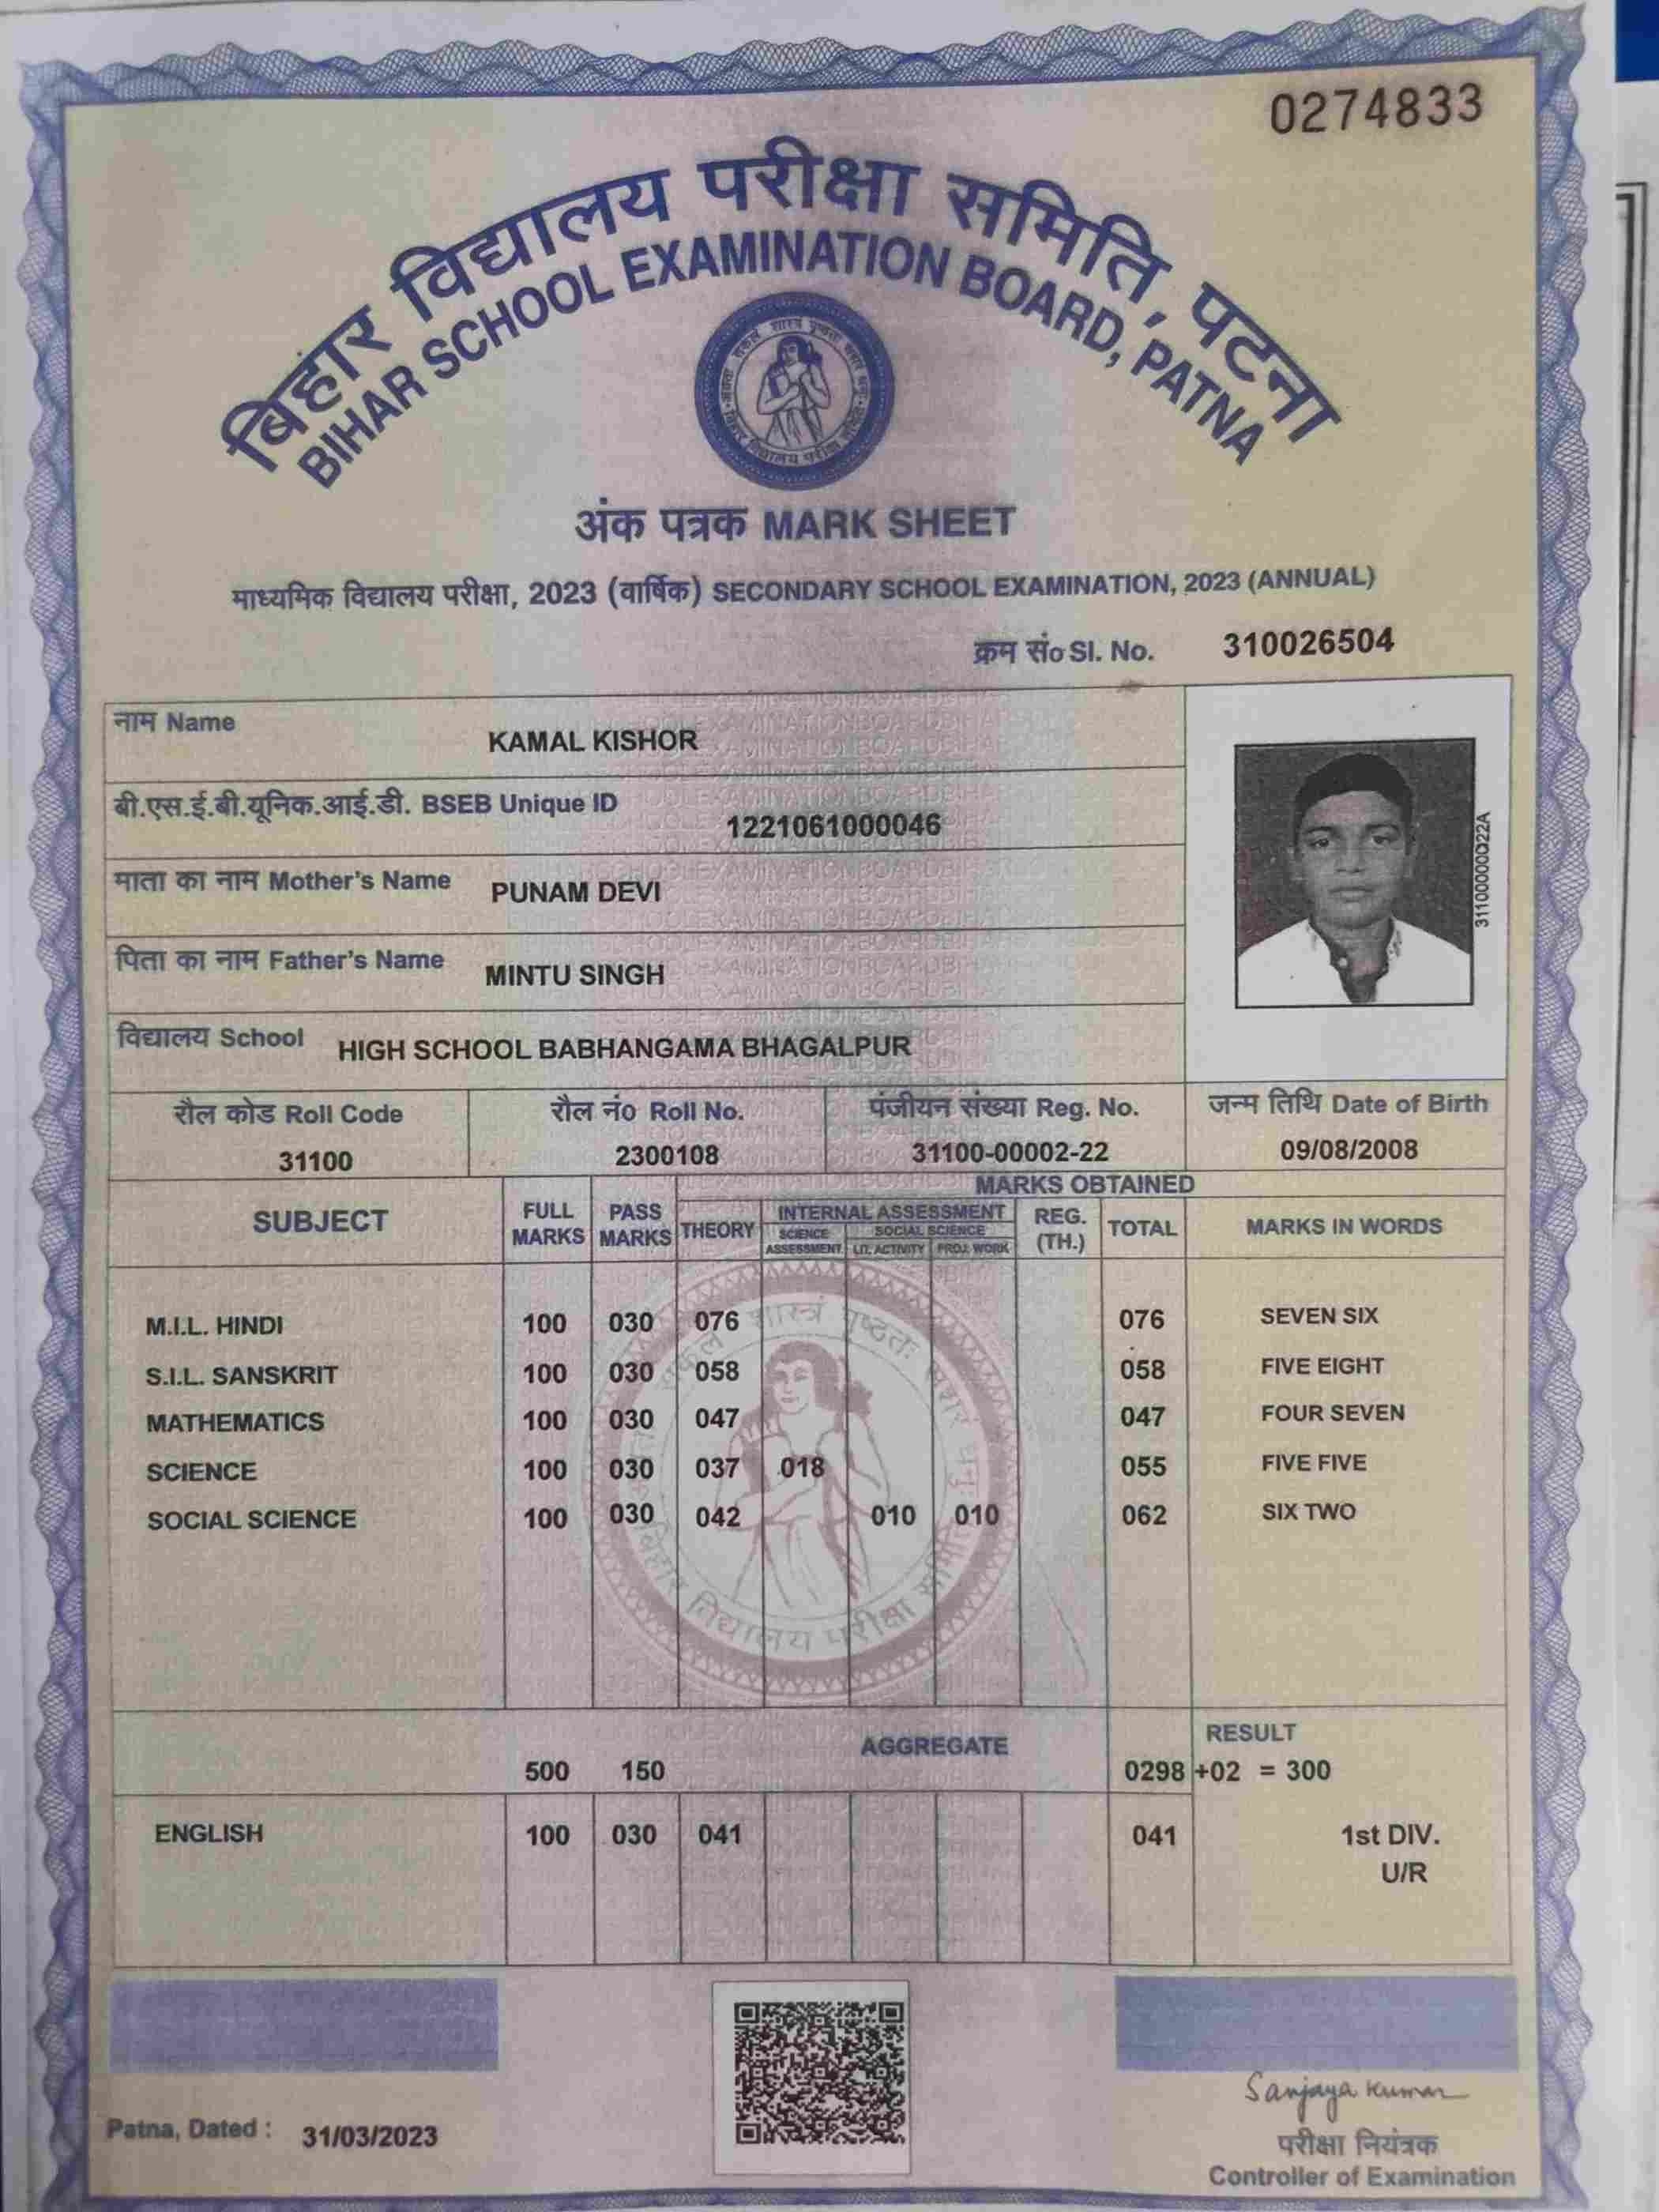 0274833
बिहार विद्यालय परीक्षा समिति, पटना
BIHAR SCHOOL EXAMINATION BOARD, PATNA
अंक पत्रक MARK SHEET
माध्यमिक विद्यालय परीक्षा, 2023 (वार्षिक) SECONDARY SCHOOL EXAMINATION, 2023 (ANNUAL)
क्रम सं० Sl. No. 310026504
नाम Name KAMAL KISHOR
बी.एस.ई.बी.यूनिक.आई.डी. BSEB Unique ID 1221061000046
माता का नाम Mother's Name PUNAM DEVI
पिता का नाम Father's Name MINTU SINGH
विद्यालय School HIGH SCHOOL BABHANGAMA BHAGALPUR
रौल कोड Roll Code रौल नं० Roll No. पंजीयन संख्या Reg. No. जन्म तिथि Date of Birth
31100 2300108 31100-00002-22 09/08/2008
MARKS OBTAINED
SUBJECT FULL MARKS PASS MARKS THEORY INTERNAL ASSESSMENT REG. (TH.) TOTAL MARKS IN WORDS
SCIENCE ASSESSMENT SOCIAL SCIENCE
LIT. ACTIVITY PROJ. WORK
M.I.L. HINDI 100 030 076 076 SEVEN SIX
S.I.L. SANSKRIT 100 030 058 058 FIVE EIGHT
MATHEMATICS 100 030 047 047 FOUR SEVEN
SCIENCE 100 030 037 018 055 FIVE FIVE
SOCIAL SCIENCE 100 030 042 010 010 062 SIX TWO
AGGREGATE RESULT
500 150 0298 +02 = 300
ENGLISH 100 030 041 041 1st DIV.
U/R
Patna, Dated : 31/03/2023
Sanjaya Kumar
परीक्षा नियंत्रक
Controller of Examination